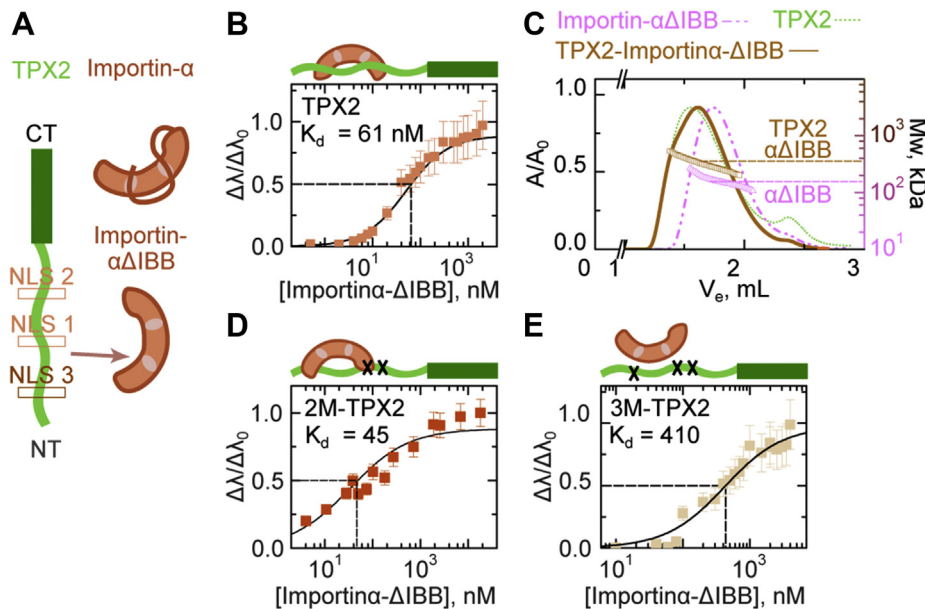 A
TPX2 Importin-α
CT
Importin-
αΔIBB
NLS 2
NLS 1
NLS 3
NT
B
TPX2
K_d = 61 nM
Δλ/Δλ₀
1.0
0.5
0.0
10¹ 10³
[Importinα-ΔIBB], nM
C
Importin-αΔIBB TPX2
TPX2-Importinα-ΔIBB
A/A₀
1.0
0.5
0.0
TPX2
αΔIBB
αΔIBB
10³
10²
10¹
Mw, kDa
0 1 2 3
V_e, mL
D
2M-TPX2
K_d = 45
Δλ/Δλ₀
1.0
0.5
0.0
10¹ 10³
[Importinα-ΔIBB], nM
E
3M-TPX2
K_d = 410
Δλ/Δλ₀
1.0
0.5
0.0
10¹ 10² 10³
[Importinα-ΔIBB], nM